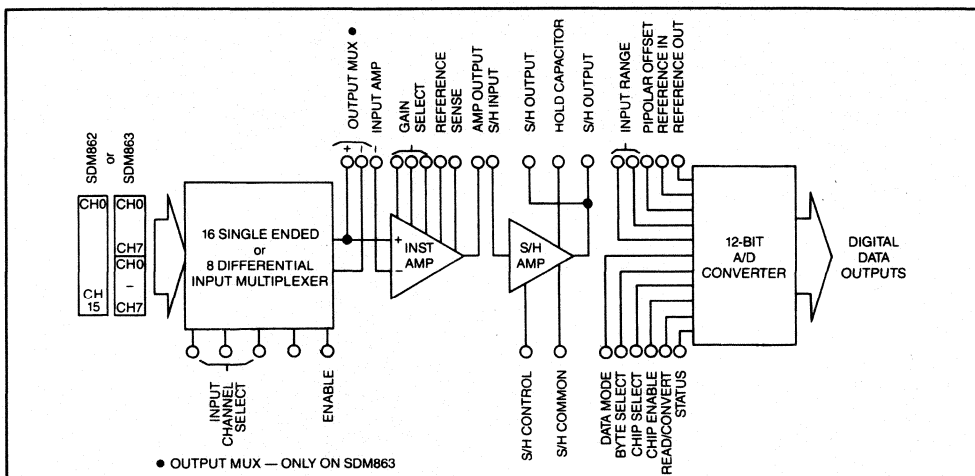 OUTPUT MUX ●
INPUT AMP
GAIN
SELECT
REFERENCE
SENSE
AMP OUTPUT
S/H INPUT
S/H OUTPUT
HOLD CAPACITOR
S/H OUTPUT
INPUT RANGE
PIPOLAR OFFSET
REFERENCE IN
REFERENCE OUT
SDM862
or
SDM863
CH0
CH
15
CH0
CH7
CH0
–
CH7
16 SINGLE ENDED
or
8 DIFFERENTIAL
INPUT MULTIPLEXER
+
–
–
+
–
INST
AMP
S/H
AMP
12-BIT
A/D
CONVERTER
DIGITAL
DATA
OUTPUTS
INPUT
CHANNEL
SELECT
ENABLE
S/H CONTROL
S/H COMMON
DATA MODE
BYTE SELECT
CHIP SELECT
CHIP ENABLE
READ/CONVERT
STATUS
● OUTPUT MUX — ONLY ON SDM863